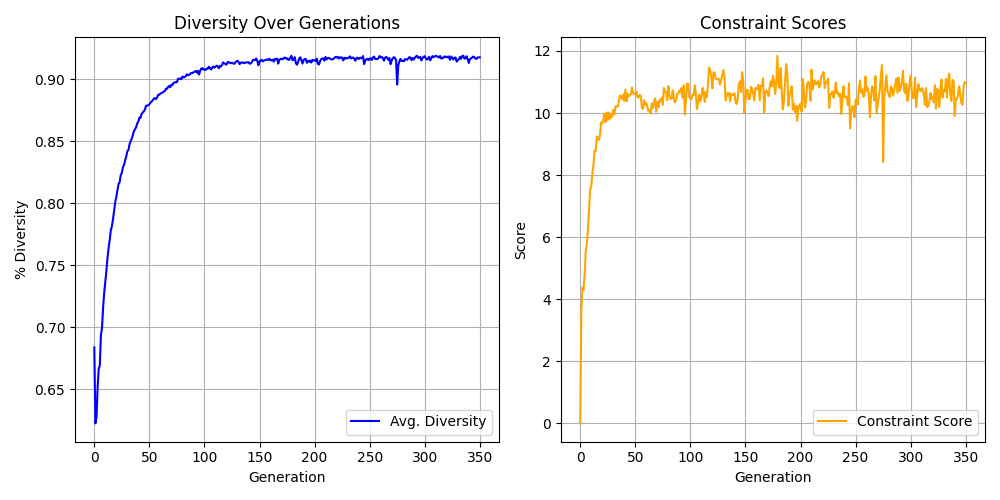 Diversity Over Generations
% Diversity
0.90
0.85
0.80
0.75
0.70
0.65
0 50 100 150 200 250 300 350
Generation
Avg. Diversity
Constraint Scores
Score
12
10
8
6
4
2
0
0 50 100 150 200 250 300 350
Generation
Constraint Score